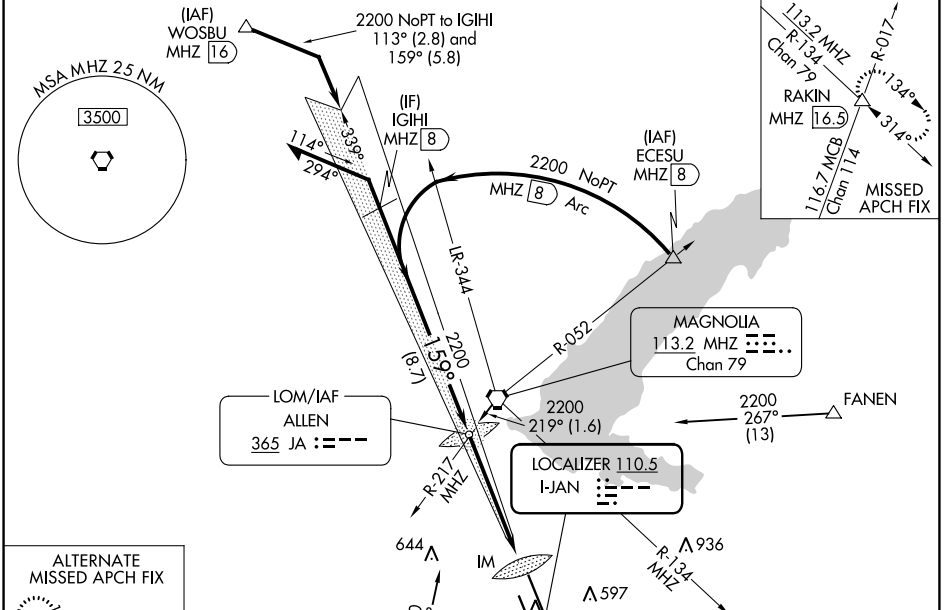 (IAF)
WOSBU
MHZ 16
2200 NoPT to IGIHI
113° (2.8) and
159° (5.8)
MSA MHZ 25 NM
3500
113.2 MHZ
R-134
Chan 79
R-017
134°
314°
RAKIN
MHZ 16.5
116.7 MCB
Chan 114
MISSED
APCH FIX
(IF)
IGIHI
MHZ 8
339°
114°
294°
(IAF)
ECESU
MHZ 8
2200 NoPT
MHZ 8 Arc
LR-344
R-052
2200
159°
(8.7)
MAGNOLIA
113.2 MHZ
Chan 79
LOM/IAF
ALLEN
365 JA
2200
219° (1.6)
FANEN
2200
267°
(13)
R-217
MHZ
LOCALIZER 110.5
I-JAN
644
IM
936
R-134
MHZ
597
ALTERNATE
MISSED APCH FIX